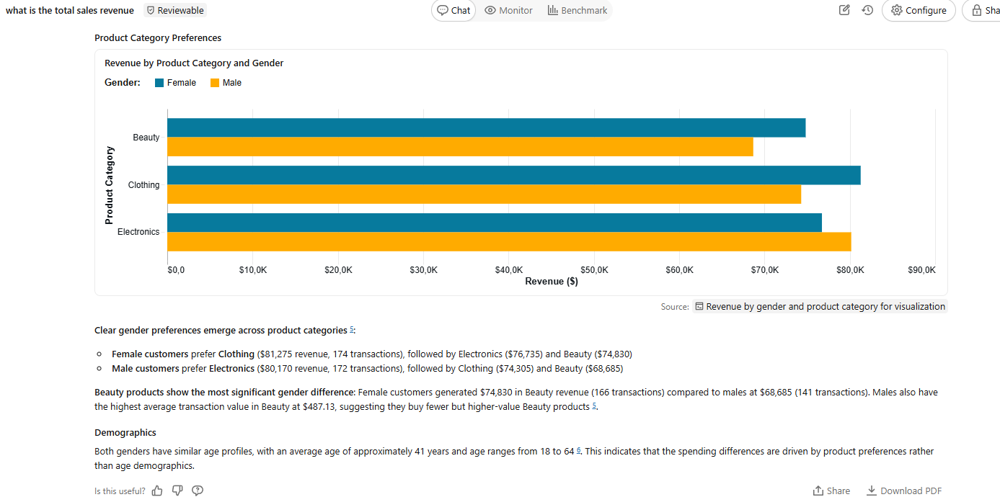 what is the total sales revenue Reviewable Chat Monitor Benchmark Configure Sha
Product Category Preferences
Revenue by Product Category and Gender
Gender: Female Male
Product Category
Beauty
Clothing
Electronics
$0,0 $10,0K $20,0K $30,0K $40,0K $50,0K $60,0K $70,0K $80,0K $90,0K
Revenue ($)
Source: Revenue by gender and product category for visualization
Clear gender preferences emerge across product categories 5:
Female customers prefer Clothing ($81,275 revenue, 174 transactions), followed by Electronics ($76,735) and Beauty ($74,830)
Male customers prefer Electronics ($80,170 revenue, 172 transactions), followed by Clothing ($74,305) and Beauty ($68,685)
Beauty products show the most significant gender difference: Female customers generated $74,830 in Beauty revenue (166 transactions) compared to males at $68,685 (141 transactions). Males also have
the highest average transaction value in Beauty at $487.13, suggesting they buy fewer but higher-value Beauty products 5.
Demographics
Both genders have similar age profiles, with an average age of approximately 41 years and age ranges from 18 to 64 6. This indicates that the spending differences are driven by product preferences rather
than age demographics.
Is this useful? Share Download PDF